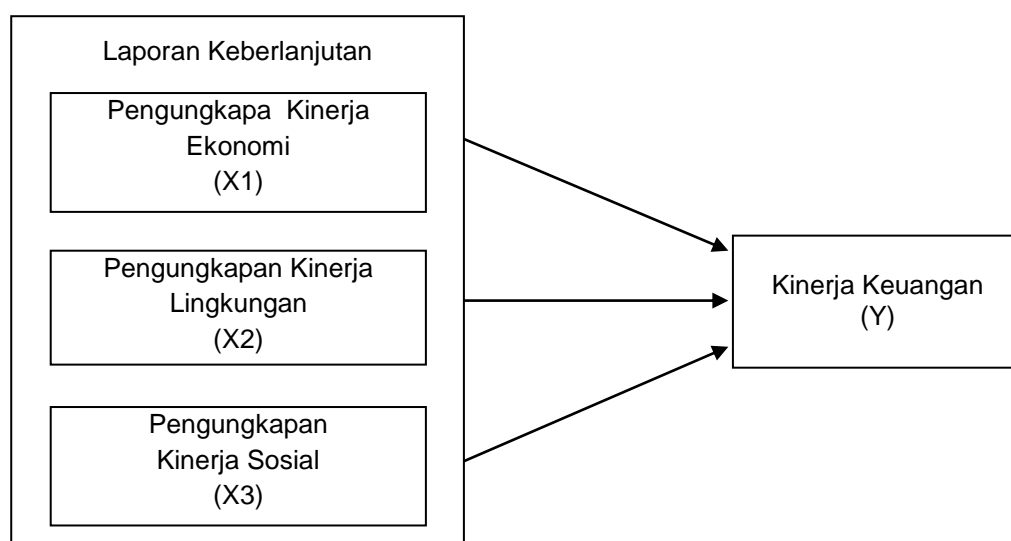 Laporan Keberlanjutan
Pengungkapa Kinerja
Ekonomi
(X1)
Pengungkapan Kinerja
Lingkungan
(X2)
Pengungkapan
Kinerja Sosial
(X3)
Kinerja Keuangan
(Y)